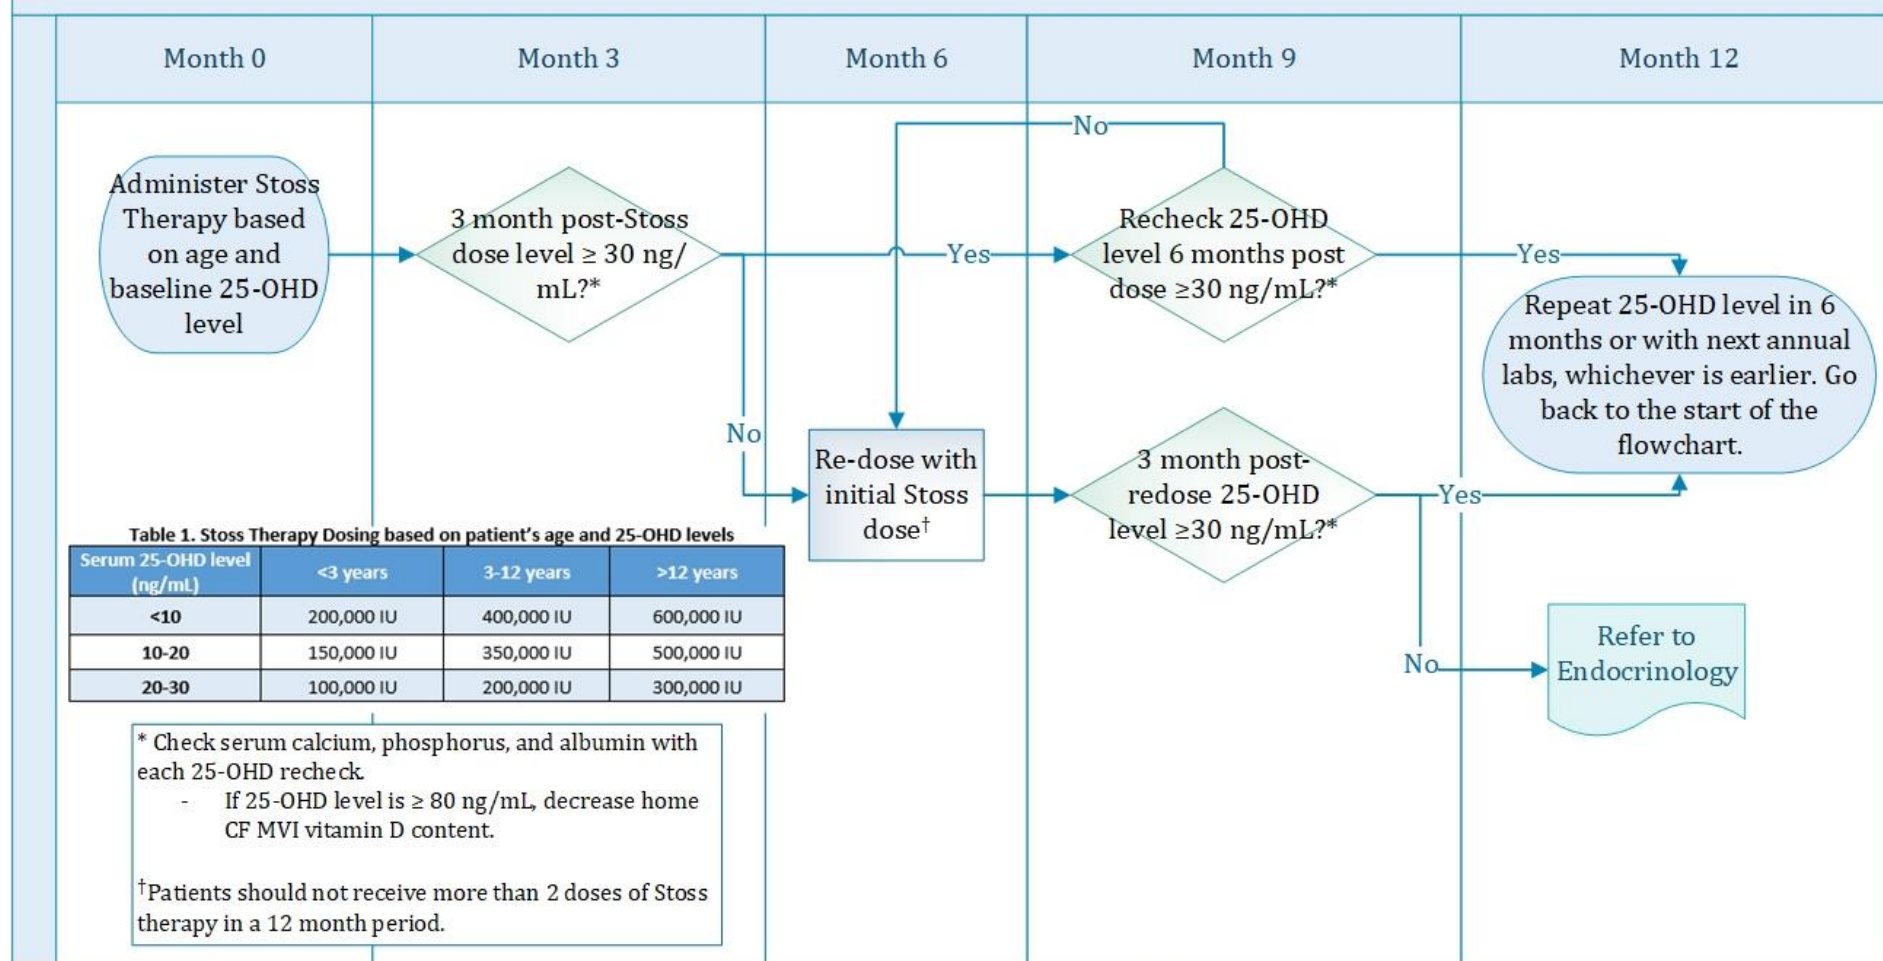 Month 0
Month 3
Month 6
Month 9
Month 12
Administer Stoss
Therapy based
on age and
baseline 25-OHD
level
3 month post-Stoss
dose level ≥ 30 ng/
mL?*
Yes
No
No
Recheck 25-OHD
level 6 months post
dose ≥30 ng/mL?*
Yes
Repeat 25-OHD level in 6
months or with next annual
labs, whichever is earlier. Go
back to the start of the
flowchart.
Re-dose with
initial Stoss
dose†
3 month post-
redose 25-OHD
level ≥30 ng/mL?*
Yes
No
Refer to
Endocrinology
Table 1. Stoss Therapy Dosing based on patient's age and 25-OHD levels
Serum 25-OHD level
(ng/mL)
<3 years
3-12 years
>12 years
<10
200,000 IU
400,000 IU
600,000 IU
10-20
150,000 IU
350,000 IU
500,000 IU
20-30
100,000 IU
200,000 IU
300,000 IU
* Check serum calcium, phosphorus, and albumin with
each 25-OHD recheck.
- If 25-OHD level is ≥ 80 ng/mL, decrease home
CF MVI vitamin D content.
†Patients should not receive more than 2 doses of Stoss
therapy in a 12 month period.